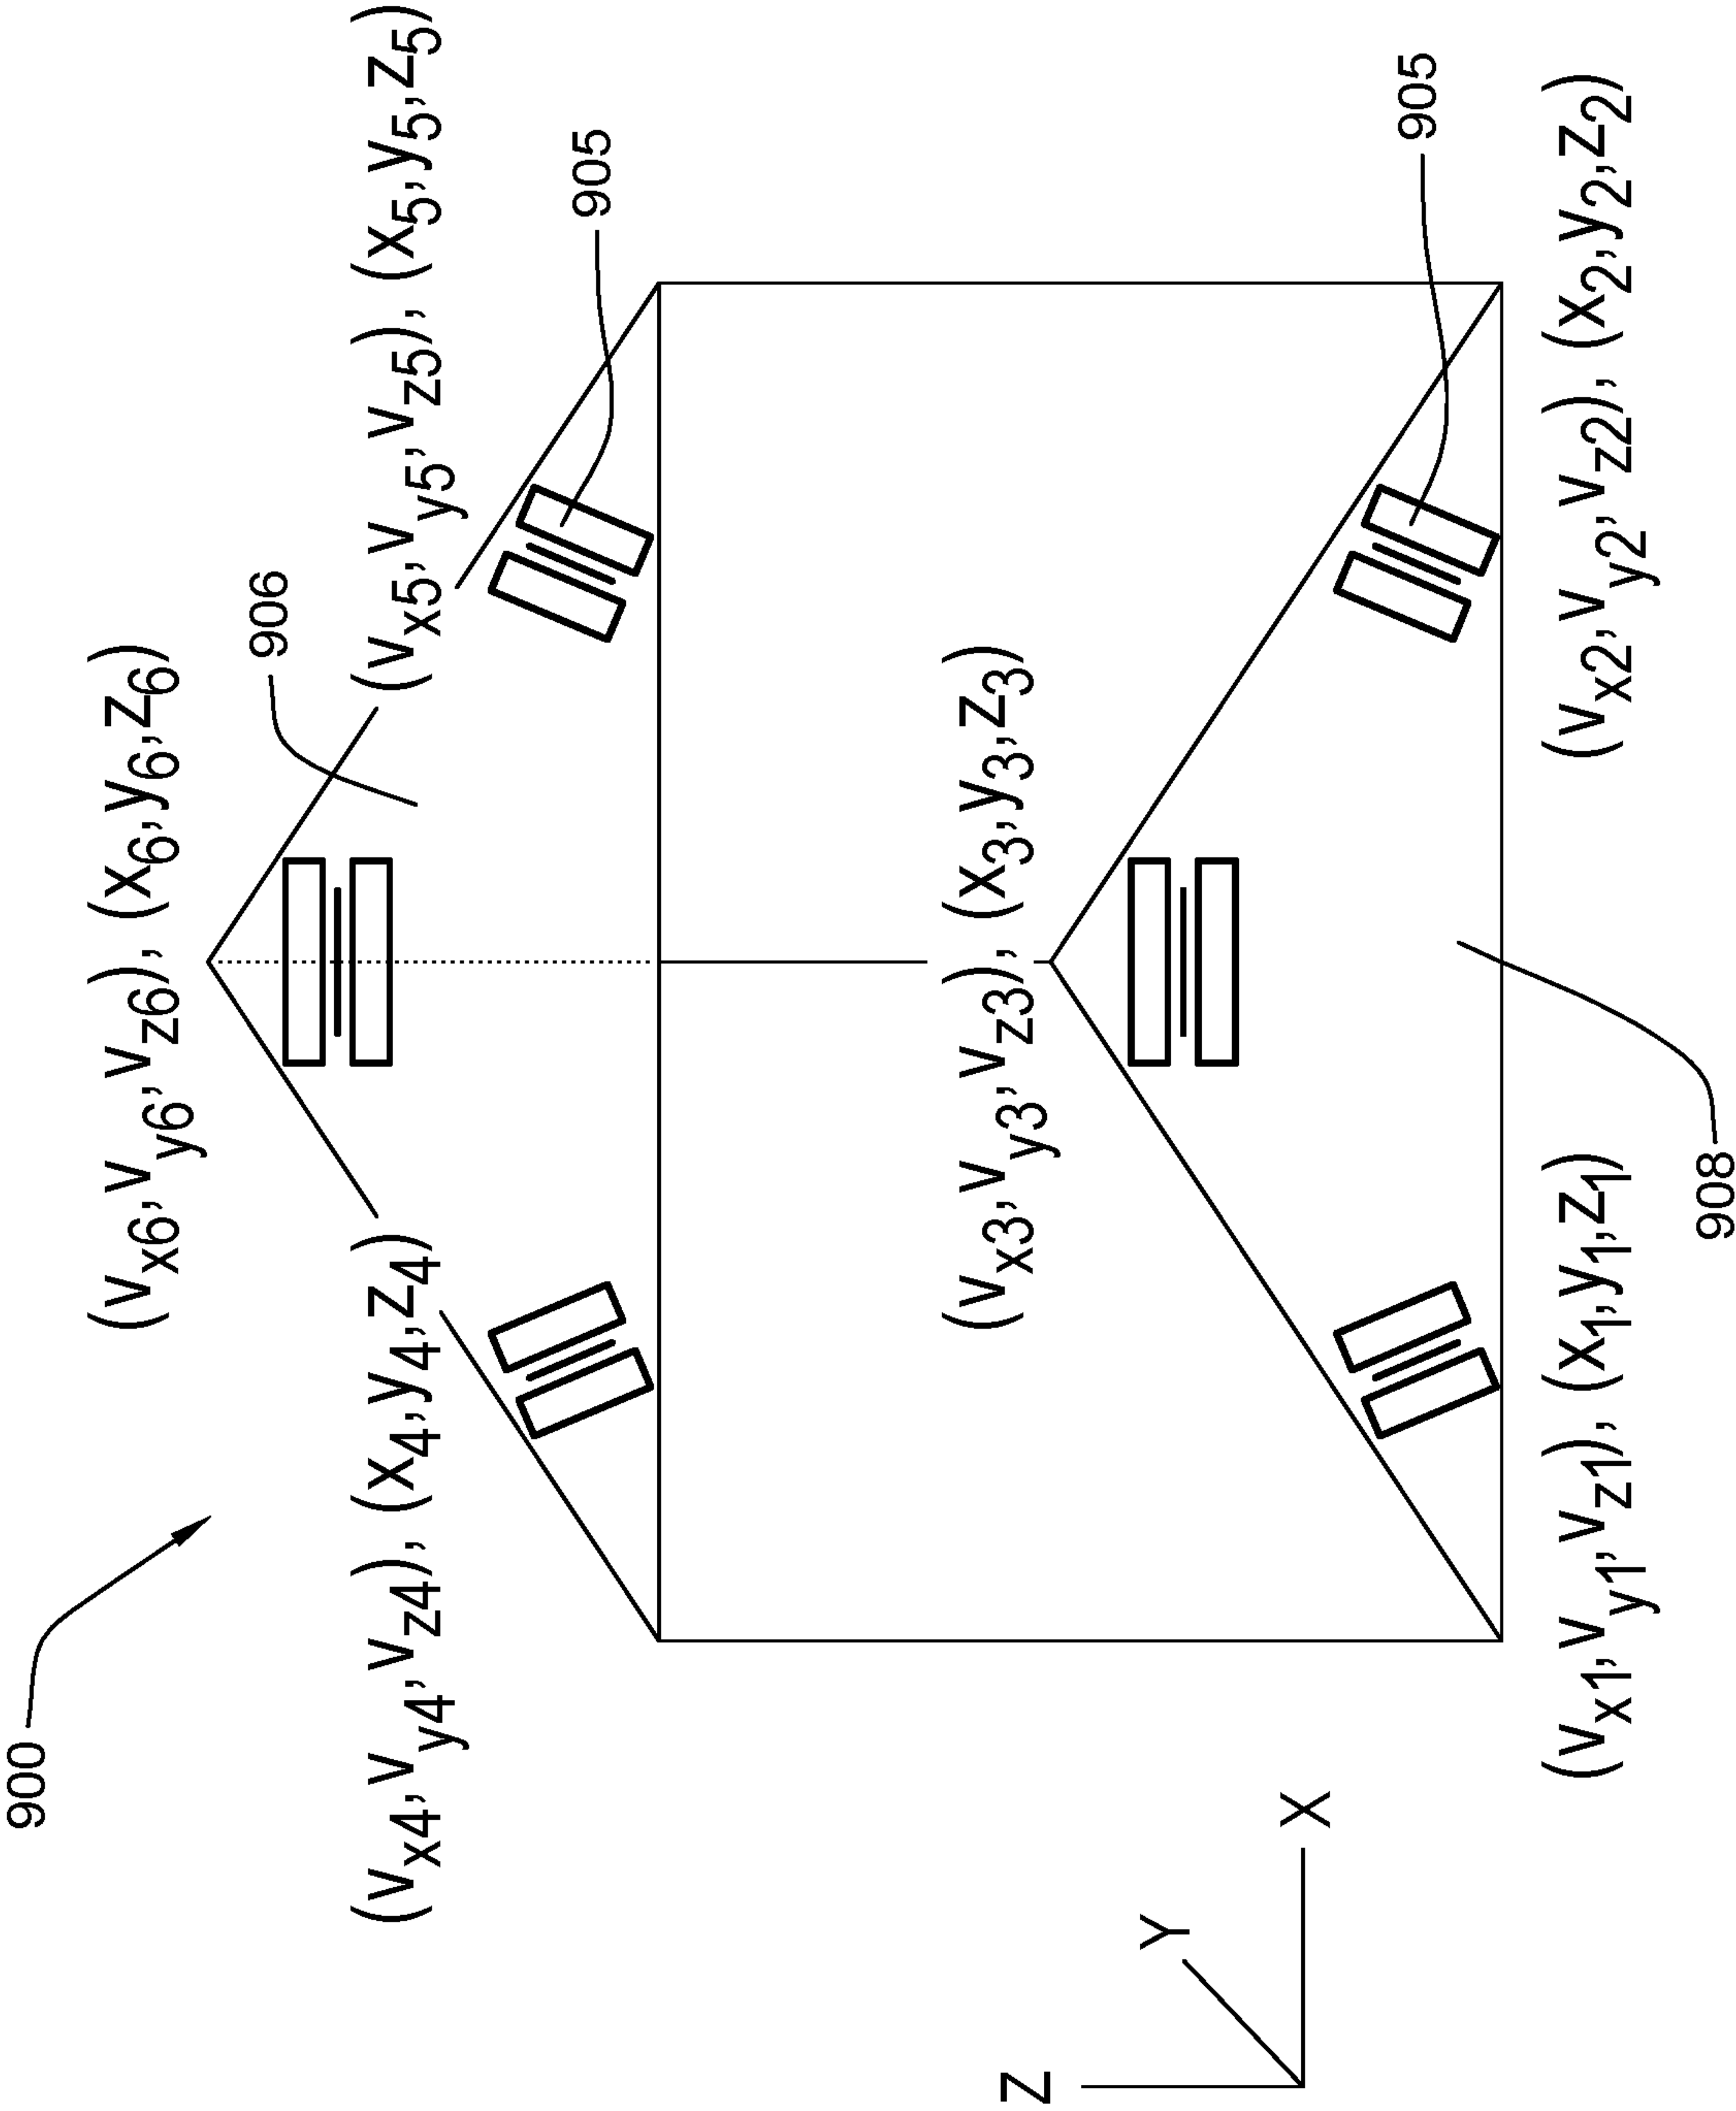 900
(vx6,vy6,vz6), (x6,y6,z6)
906
(vx4,vy4,vz4), (x4,y4,z4)
(vx5,vy5,vz5), (x5,y5,z5)
905
(vx3,vy3,vz3), (x3,y3,z3)
Z
Y
X
905
(vx1,vy1,vz1), (x1,y1,z1)
(vx2,vy2,vz2), (x2,y2,z2)
908